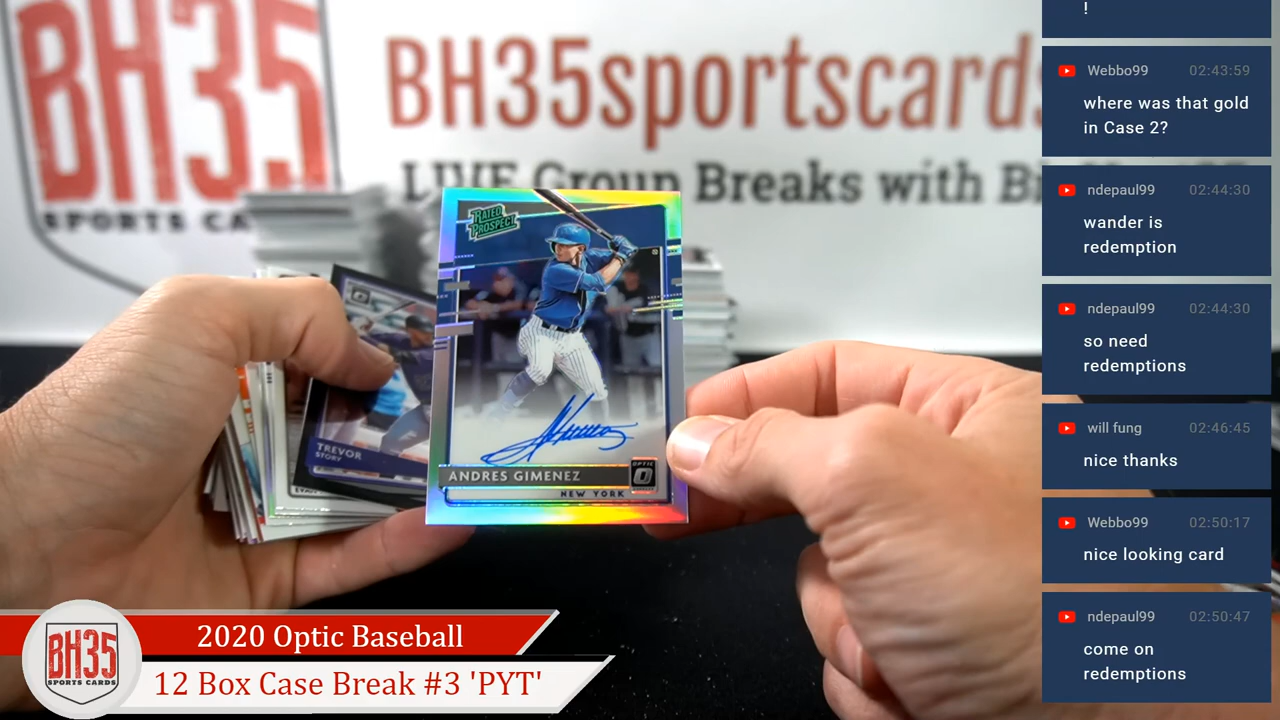 BH35
SPORTS CA
BH35sportscards
LIVE Group Breaks with Bi
RATED
PROSPECT
ANDRES GIMENEZ
NEW YORK
OPTIC
TREVOR
STORY
BH35
SPORTS CARDS
2020 Optic Baseball
12 Box Case Break #3 'PYT'
!
Webbo99 02:43:59
where was that gold
in Case 2?
ndepaul99 02:44:30
wander is
redemption
ndepaul99 02:44:30
so need
redemptions
will fung 02:46:45
nice thanks
Webbo99 02:50:17
nice looking card
ndepaul99 02:50:47
come on
redemptions